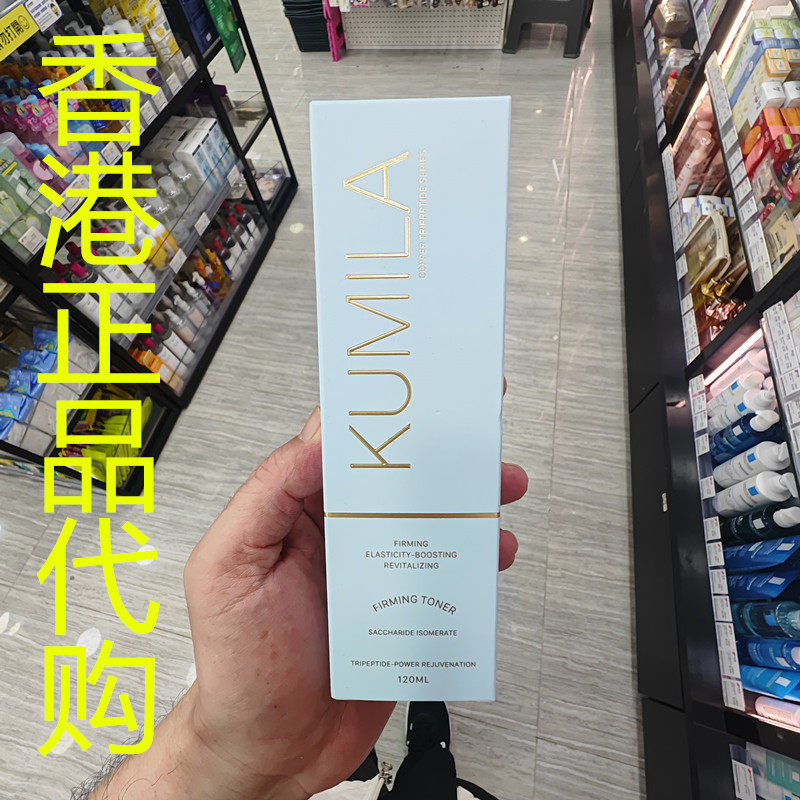 香港正品代购
KUMILA
COPPER TRIPEPTIDE SERIES
FIRMING
ELASTICITY-BOOSTING
REVITALIZING
FIRMING TONER
SACCHARIDE ISOMERATE
TRIPEPTIDE-POWER REJUVENATION
120ML